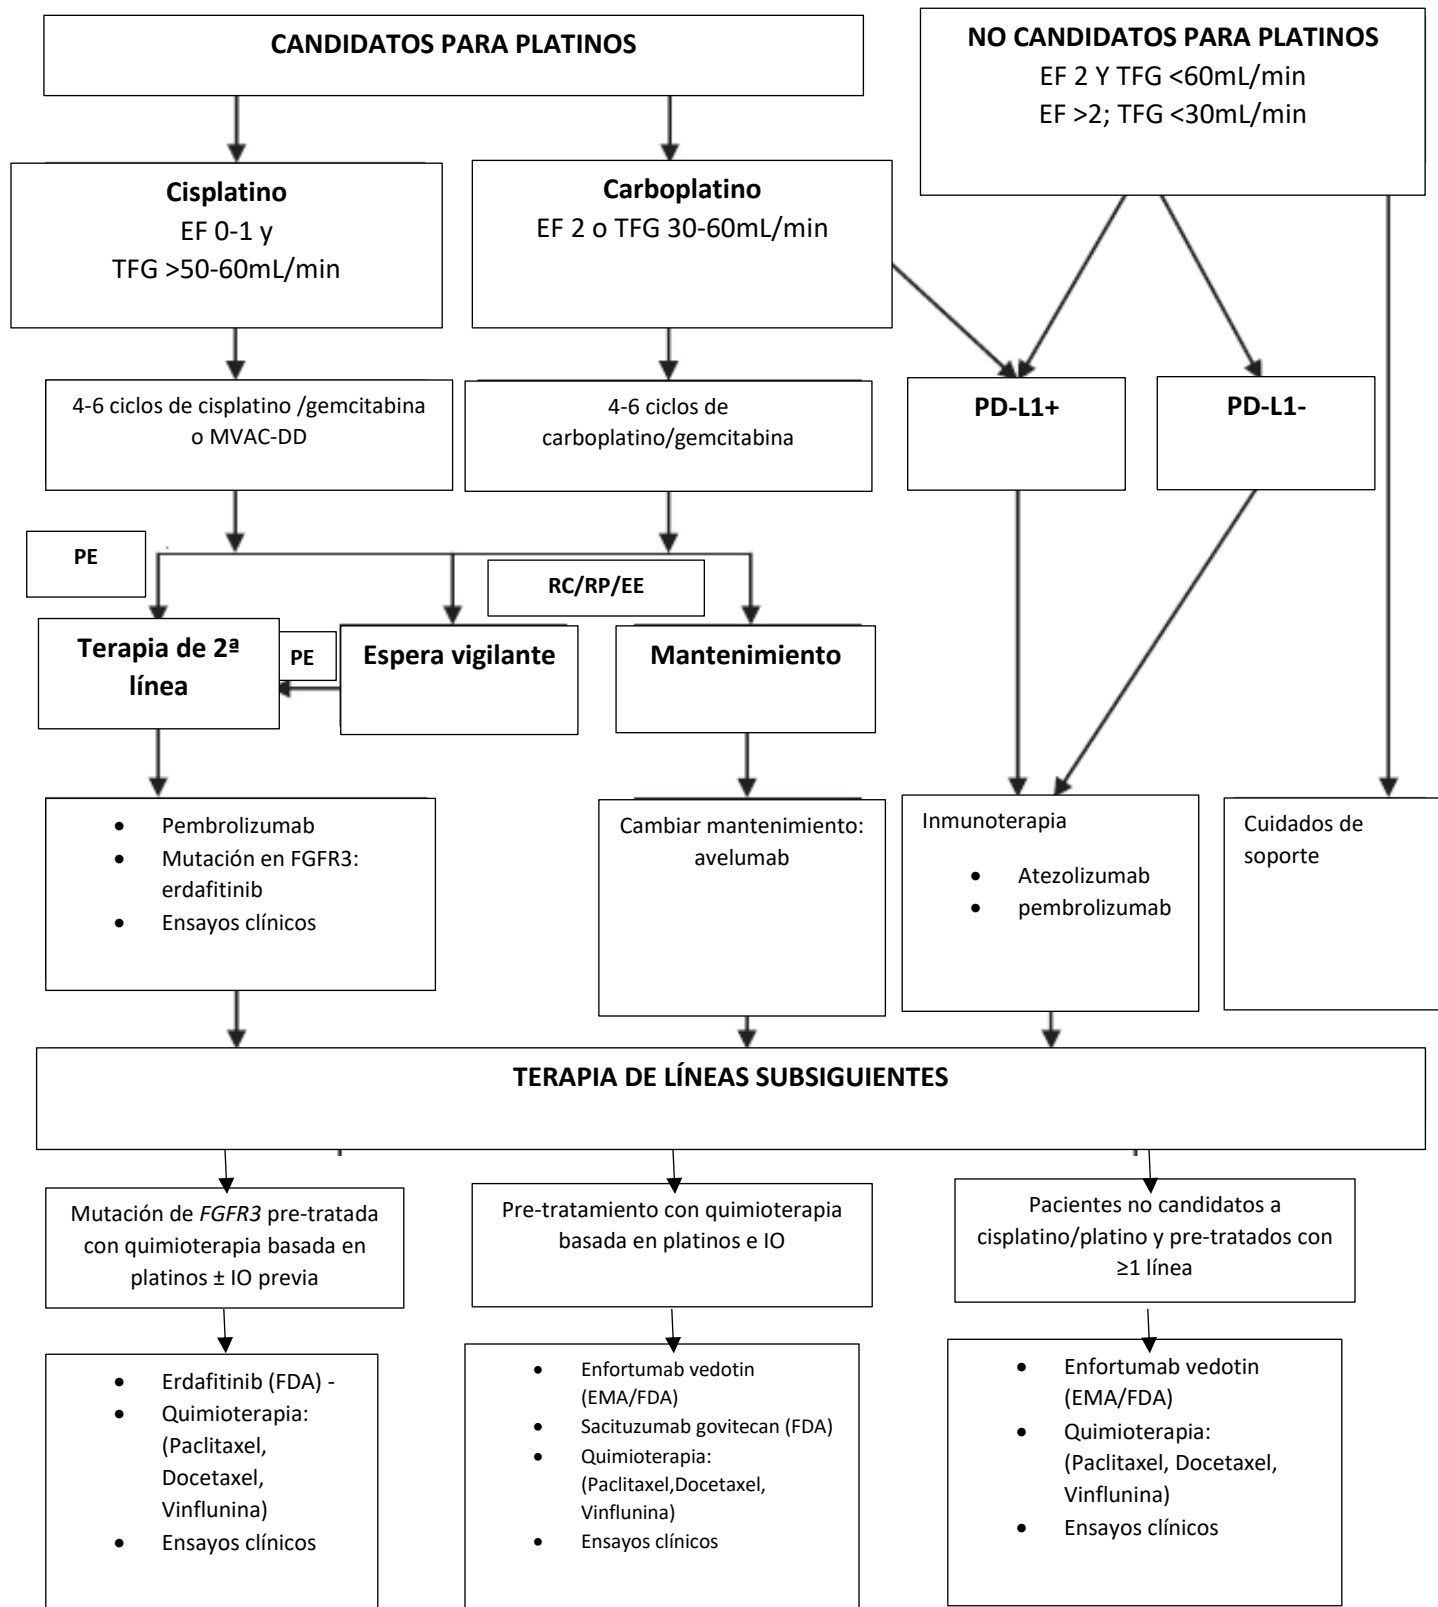 CANDIDATOS PARA PLATINOS
NO CANDIDATOS PARA PLATINOS
EF 2 Y TFG <60mL/min
EF >2; TFG <30mL/min
Cisplatino
EF 0-1 y
TFG >50-60mL/min
Carboplatino
EF 2 o TFG 30-60mL/min
4-6 ciclos de cisplatino /gemcitabina
o MVAC-DD
4-6 ciclos de
carboplatino/gemcitabina
PD-L1+
PD-L1-
PE
RC/RP/EE
Terapia de 2ª
línea
PE
Espera vigilante
Mantenimiento
• Pembrolizumab
• Mutación en FGFR3:
erdafitinib
• Ensayos clínicos
Cambiar mantenimiento:
avelumab
Inmunoterapia
• Atezolizumab
• pembrolizumab
Cuidados de
soporte
TERAPIA DE LÍNEAS SUBSIGUIENTES
Mutación de FGFR3 pre-tratada
con quimioterapia basada en
platinos ± IO previa
Pre-tratamiento con quimioterapia
basada en platinos e IO
Pacientes no candidatos a
cisplatino/platino y pre-tratados con
≥1 línea
• Erdafitinib (FDA) -
• Quimioterapia:
(Paclitaxel,
Docetaxel,
Vinflunina)
• Ensayos clínicos
• Enfortumab vedotin
(EMA/FDA)
• Sacituzumab govitecan (FDA)
• Quimioterapia:
(Paclitaxel,Docetaxel,
Vinflunina)
• Ensayos clínicos
• Enfortumab vedotin
(EMA/FDA)
• Quimioterapia:
(Paclitaxel, Docetaxel,
Vinflunina)
• Ensayos clínicos